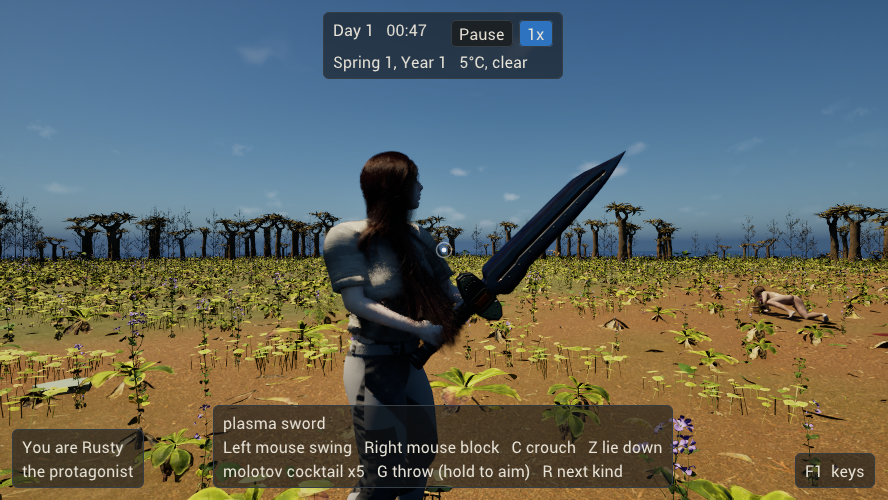 Day 1 00:47 Pause 1x
Spring 1, Year 1 5°C, clear
plasma sword
Left mouse swing Right mouse block C crouch Z lie down
molotov cocktail x5 G throw (hold to aim) R next kind
You are Rusty
the protagonist
F1 keys